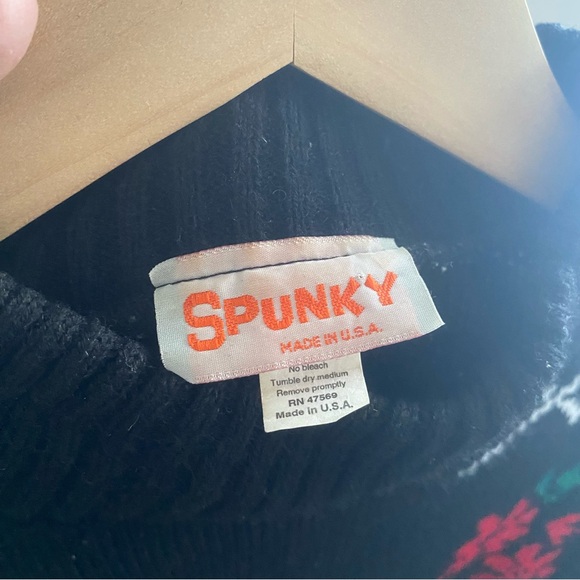 SPUNKY
MADE IN U.S.A.
No bleach
Tumble dry medium
Remove promptly
RN 47569
Made in U.S.A.